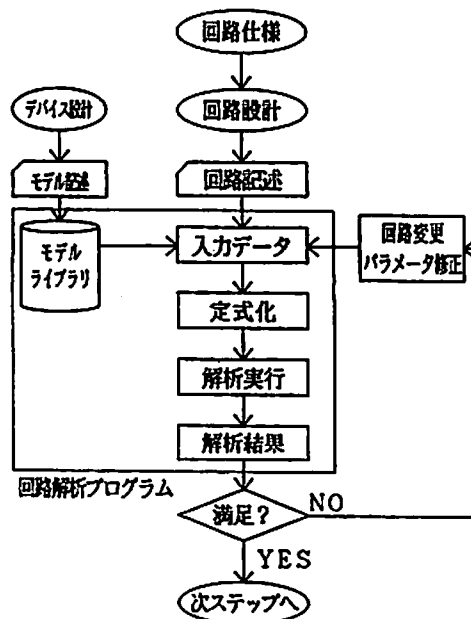 回路仕様
デバイス設計
回路設計
モデル記述
回路記述
モデル
ライブラリ
入力データ
回路変更
パラメータ修正
定式化
解析実行
解析結果
回路解析プログラム
満足?
NO
YES
次ステップへ